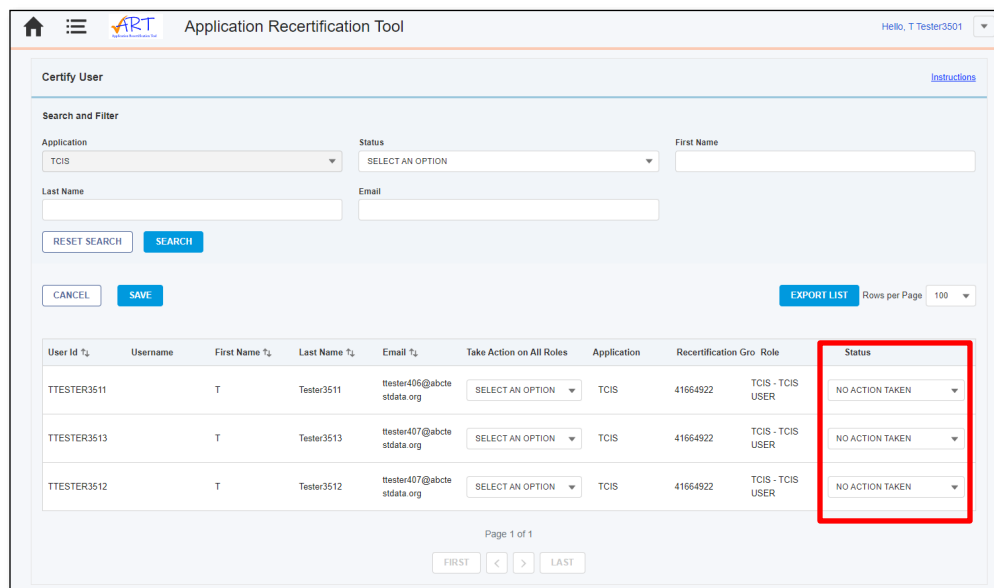 ART
Application Recertification Tool
Application Recertification Tool
Hello, T Tester3501
Certify User
Instructions
Search and Filter
Application
Status
First Name
TCIS
SELECT AN OPTION
Last Name
Email
RESET SEARCH
SEARCH
CANCEL
SAVE
EXPORT LIST
Rows per Page
100
User Id
Username
First Name
Last Name
Email
Take Action on All Roles
Application
Recertification Gro
Role
Status
TTESTER3511
T
Tester3511
ttester406@abcte
stdata.org
SELECT AN OPTION
TCIS
41664922
TCIS - TCIS
USER
NO ACTION TAKEN
TTESTER3513
T
Tester3513
ttester407@abcte
stdata.org
SELECT AN OPTION
TCIS
41664922
TCIS - TCIS
USER
NO ACTION TAKEN
TTESTER3512
T
Tester3512
ttester407@abcte
stdata.org
SELECT AN OPTION
TCIS
41664922
TCIS - TCIS
USER
NO ACTION TAKEN
Page 1 of 1
FIRST
<
>
LAST